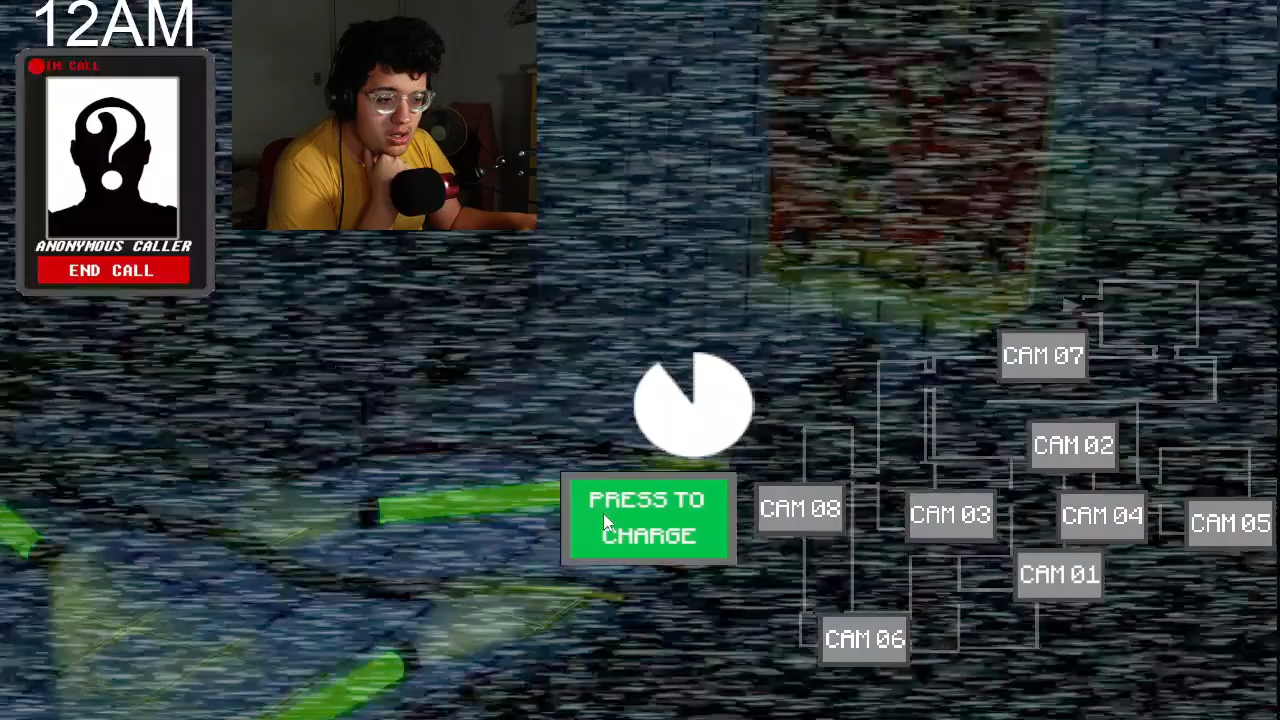 12AM
IN CALL
?
ANONYMOUS CALLER
END CALL
PRESS TO
CHARGE
CAM 07
CAM 02
CAM 08
CAM 03
CAM 04
CAM 05
CAM 01
CAM 06